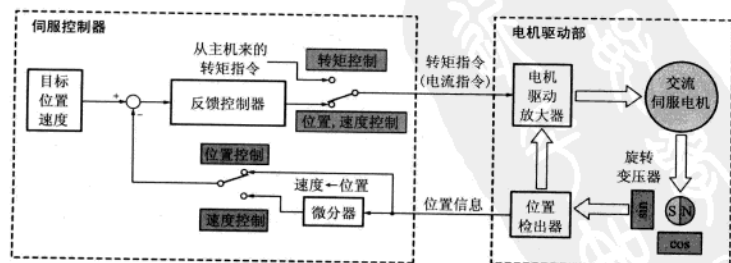 伺服控制器
目标
位置
速度
+
−
反馈控制器
从主机来的
转矩指令
转矩控制
位置,速度控制
位置控制
速度控制
速度←位置
微分器
转矩指令
(电流指令)
位置信息
电机驱动部
电机
驱动
放大器
交流
伺服电机
旋转
变压器
位置
检出器
sin
S N
cos